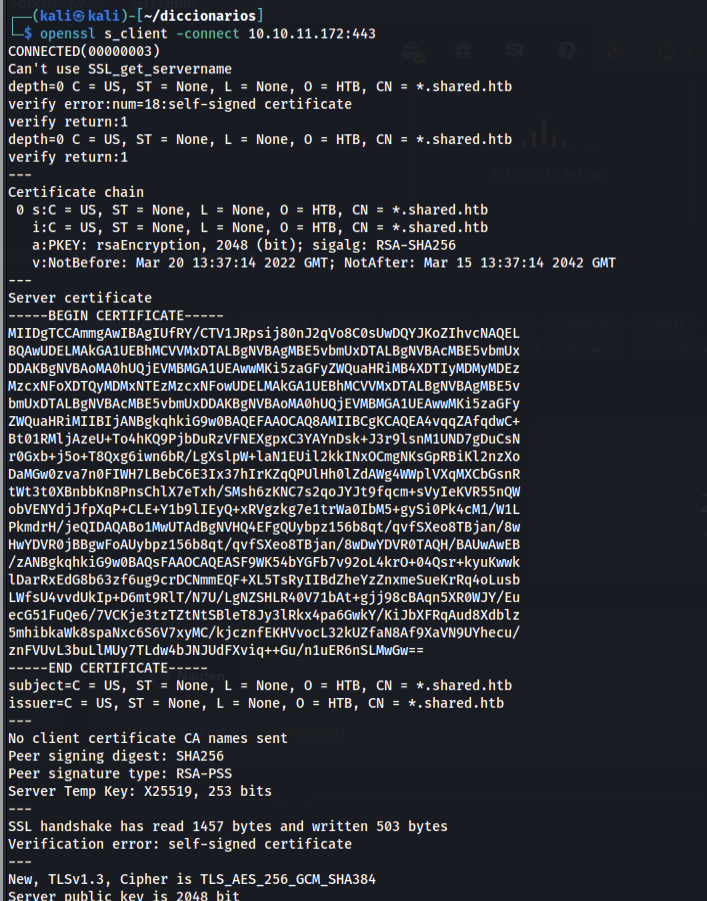 ┌──(kali㉿kali)-[~/diccionarios]
└─$ openssl s_client -connect 10.10.11.172:443
CONNECTED(00000003)
Can't use SSL_get_servername
depth=0 C = US, ST = None, L = None, O = HTB, CN = *.shared.htb
verify error:num=18:self-signed certificate
verify return:1
depth=0 C = US, ST = None, L = None, O = HTB, CN = *.shared.htb
verify return:1
---
Certificate chain
 0 s:C = US, ST = None, L = None, O = HTB, CN = *.shared.htb
   i:C = US, ST = None, L = None, O = HTB, CN = *.shared.htb
   a:PKEY: rsaEncryption, 2048 (bit); sigalg: RSA-SHA256
   v:NotBefore: Mar 20 13:37:14 2022 GMT; NotAfter: Mar 15 13:37:14 2042 GMT
---
Server certificate
-----BEGIN CERTIFICATE-----
MIIDgTCCAmmgAwIBAgIUfRY/CTV1JRpsij80nJ2qVo8C0sUwDQYJKoZIhvcNAQEL
BQAwUDELMAkGA1UEBhMCVVMxDTALBgNVBAgMBE5vbmUxDTALBgNVBAcMBE5vbmUx
DDAKBgNVBAoMA0hUQjEVMBMGA1UEAwwMKi5zaGFyZWQuaHRiMB4XDTIyMDMyMDEz
MzcxNFoXDTQyMDMxNTEzMzcxNFowUDELMAkGA1UEBhMCVVMxDTALBgNVBAgMBE5v
bmUxDTALBgNVBAcMBE5vbmUxDDAKBgNVBAoMA0hUQjEVMBMGA1UEAwwMKi5zaGFy
ZWQuaHRiMIIBIjANBgkqhkiG9w0BAQEFAAOCAQ8AMIIBCgKCAQEA4vqqZAfqdwC+
Bt01RMljAzeU+To4hKQ9PjbDuRzVFNEXgpxC3YAYnDsk+J3r9lsnM1UND7gDuCsN
r0Gxb+j5o+T8Qxg6iwn6bR/LgXslpW+laN1EUil2kkINxOCmgNKsGpRBiKl2nzXo
DaMGw0zva7n0FIWH7LBebC6E3Ix37hIrKZqQPUlHh0lZdAWg4WWplVXqMXCbGsnR
tWt3t0XBnbbKn8PnsChlX7eTxh/SMsh6zKNC7s2qoJYJt9fqcm+sVyIeKVR55nQW
obVENYdjJfpXqP+CLE+Y1b9lIEyQ+xRVgzkg7e1trWa0IbM5+gySi0Pk4cM1/W1L
PkmdrH/jeQIDAQABo1MwUTAdBgNVHQ4EFgQUybpz156b8qt/qvfSXeo8TBjan/8w
HwYDVR0jBBgwFoAUybpz156b8qt/qvfSXeo8TBjan/8wDwYDVR0TAQH/BAUwAwEB
/zANBgkqhkiG9w0BAQsFAAOCAQEASF9WK54bYGFb7v92oL4krO+04Qsr+kyuKwwk
lDarRxEdG8b63zf6ug9crDCNmmEQF+XL5TsRyIIBdZheYzZnxmeSueKrRq4oLusb
LWfsU4vvdUkIp+D6mt9RlT/N7U/LgNZSHLR40V71bAt+gjj98cBAqn5XR0WJY/Eu
ecG51FuQe6/7VCKje3tzTZtNtSBleT8Jy3lRkx4pa6GwkY/KiJbXFRqAud8Xdblz
5mhibkaWk8spaNxc6S6V7xyMC/kjcznfEKHVvocL32kUZfaN8Af9XaVN9UYhecu/
znFVUvL3buLlMUy7TLdw4bJNJUdFXviq++Gu/n1uER6nSLMwGw==
-----END CERTIFICATE-----
subject=C = US, ST = None, L = None, O = HTB, CN = *.shared.htb
issuer=C = US, ST = None, L = None, O = HTB, CN = *.shared.htb
---
No client certificate CA names sent
Peer signing digest: SHA256
Peer signature type: RSA-PSS
Server Temp Key: X25519, 253 bits
---
SSL handshake has read 1457 bytes and written 503 bytes
Verification error: self-signed certificate
---
New, TLSv1.3, Cipher is TLS_AES_256_GCM_SHA384
Server public key is 2048 bit